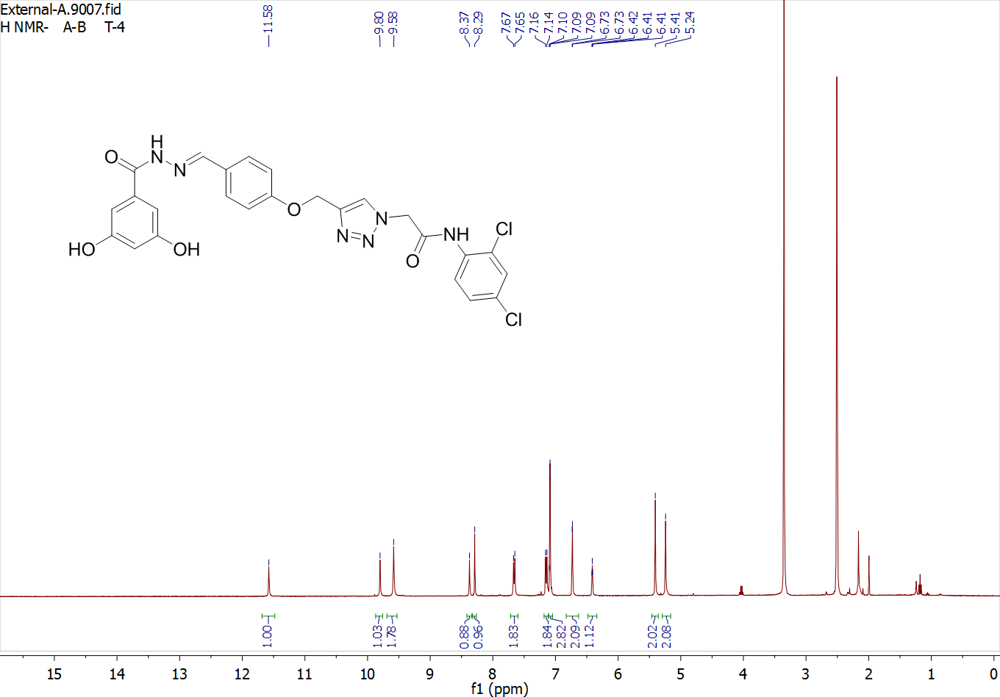 External-A.9007.fid
H NMR- A-B T-4
11.58
9.80
9.58
8.37
8.29
7.67
7.65
7.16
7.14
7.10
7.09
7.09
6.73
6.73
6.42
6.41
6.41
5.41
5.24
H
O
N
N
O
HO
OH
N
N
N
NH
O
Cl
Cl
1.00
1.03
1.78
0.88
0.96
1.83
1.84
2.82
2.09
1.12
2.02
2.08
15 14 13 12 11 10 9 8 7 6 5 4 3 2 1 0
f1 (ppm)